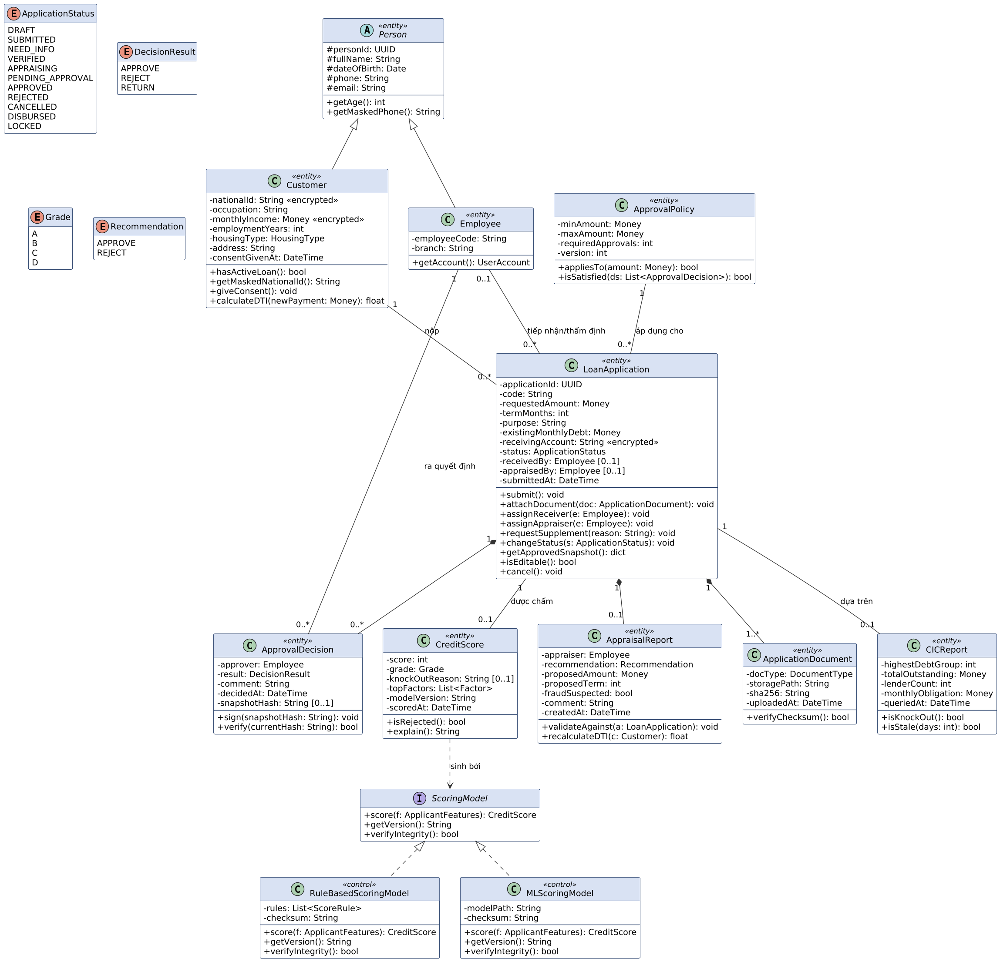 E ApplicationStatus
DRAFT
SUBMITTED
NEED_INFO
VERIFIED
APPRAISING
PENDING_APPROVAL
APPROVED
REJECTED
CANCELLED
DISBURSED
LOCKED
E DecisionResult
APPROVE
REJECT
RETURN
A «entity»
Person
#personId: UUID
#fullName: String
#dateOfBirth: Date
#phone: String
#email: String
+getAge(): int
+getMaskedPhone(): String
E Grade
A
B
C
D
E Recommendation
APPROVE
REJECT
C «entity»
Customer
-nationalId: String «encrypted»
-occupation: String
-monthlyIncome: Money «encrypted»
-employmentYears: int
-housingType: HousingType
-address: String
-consentGivenAt: DateTime
+hasActiveLoan(): bool
+getMaskedNationalId(): String
+giveConsent(): void
+calculateDTI(newPayment: Money): float
C «entity»
Employee
-employeeCode: String
-branch: String
+getAccount(): UserAccount
C «entity»
ApprovalPolicy
-minAmount: Money
-maxAmount: Money
-requiredApprovals: int
-version: int
+appliesTo(amount: Money): bool
+isSatisfied(ds: List<ApprovalDecision>): bool
1
0..1
1
1
nộp
tiếp nhận/thẩm định
áp dụng cho
0..*
0..*
0..*
C «entity»
LoanApplication
-applicationId: UUID
-code: String
-requestedAmount: Money
-termMonths: int
-purpose: String
-existingMonthlyDebt: Money
-receivingAccount: String «encrypted»
-status: ApplicationStatus
-receivedBy: Employee [0..1]
-appraisedBy: Employee [0..1]
-submittedAt: DateTime
+submit(): void
+attachDocument(doc: ApplicationDocument): void
+assignReceiver(e: Employee): void
+assignAppraiser(e: Employee): void
+requestSupplement(reason: String): void
+changeStatus(s: ApplicationStatus): void
+getApprovedSnapshot(): dict
+isEditable(): bool
+cancel(): void
ra quyết định
1
1
1
1
1
được chấm
dựa trên
0..*
0..*
0..1
0..1
1..*
0..1
C «entity»
ApprovalDecision
-approver: Employee
-result: DecisionResult
-comment: String
-decidedAt: DateTime
-snapshotHash: String [0..1]
+sign(snapshotHash: String): void
+verify(currentHash: String): bool
C «entity»
CreditScore
-score: int
-grade: Grade
-knockOutReason: String [0..1]
-topFactors: List<Factor>
-modelVersion: String
-scoredAt: DateTime
+isRejected(): bool
+explain(): String
C «entity»
AppraisalReport
-appraiser: Employee
-recommendation: Recommendation
-proposedAmount: Money
-proposedTerm: int
-fraudSuspected: bool
-comment: String
-createdAt: DateTime
+validateAgainst(a: LoanApplication): void
+recalculateDTI(c: Customer): float
C «entity»
ApplicationDocument
-docType: DocumentType
-storagePath: String
-sha256: String
-uploadedAt: DateTime
+verifyChecksum(): bool
C «entity»
CICReport
-highestDebtGroup: int
-totalOutstanding: Money
-lenderCount: int
-monthlyObligation: Money
-queriedAt: DateTime
+isKnockOut(): bool
+isStale(days: int): bool
sinh bởi
I ScoringModel
+score(f: ApplicantFeatures): CreditScore
+getVersion(): String
+verifyIntegrity(): bool
C «control»
RuleBasedScoringModel
-rules: List<ScoreRule>
-checksum: String
+score(f: ApplicantFeatures): CreditScore
+getVersion(): String
+verifyIntegrity(): bool
C «control»
MLScoringModel
-modelPath: String
-checksum: String
+score(f: ApplicantFeatures): CreditScore
+getVersion(): String
+verifyIntegrity(): bool